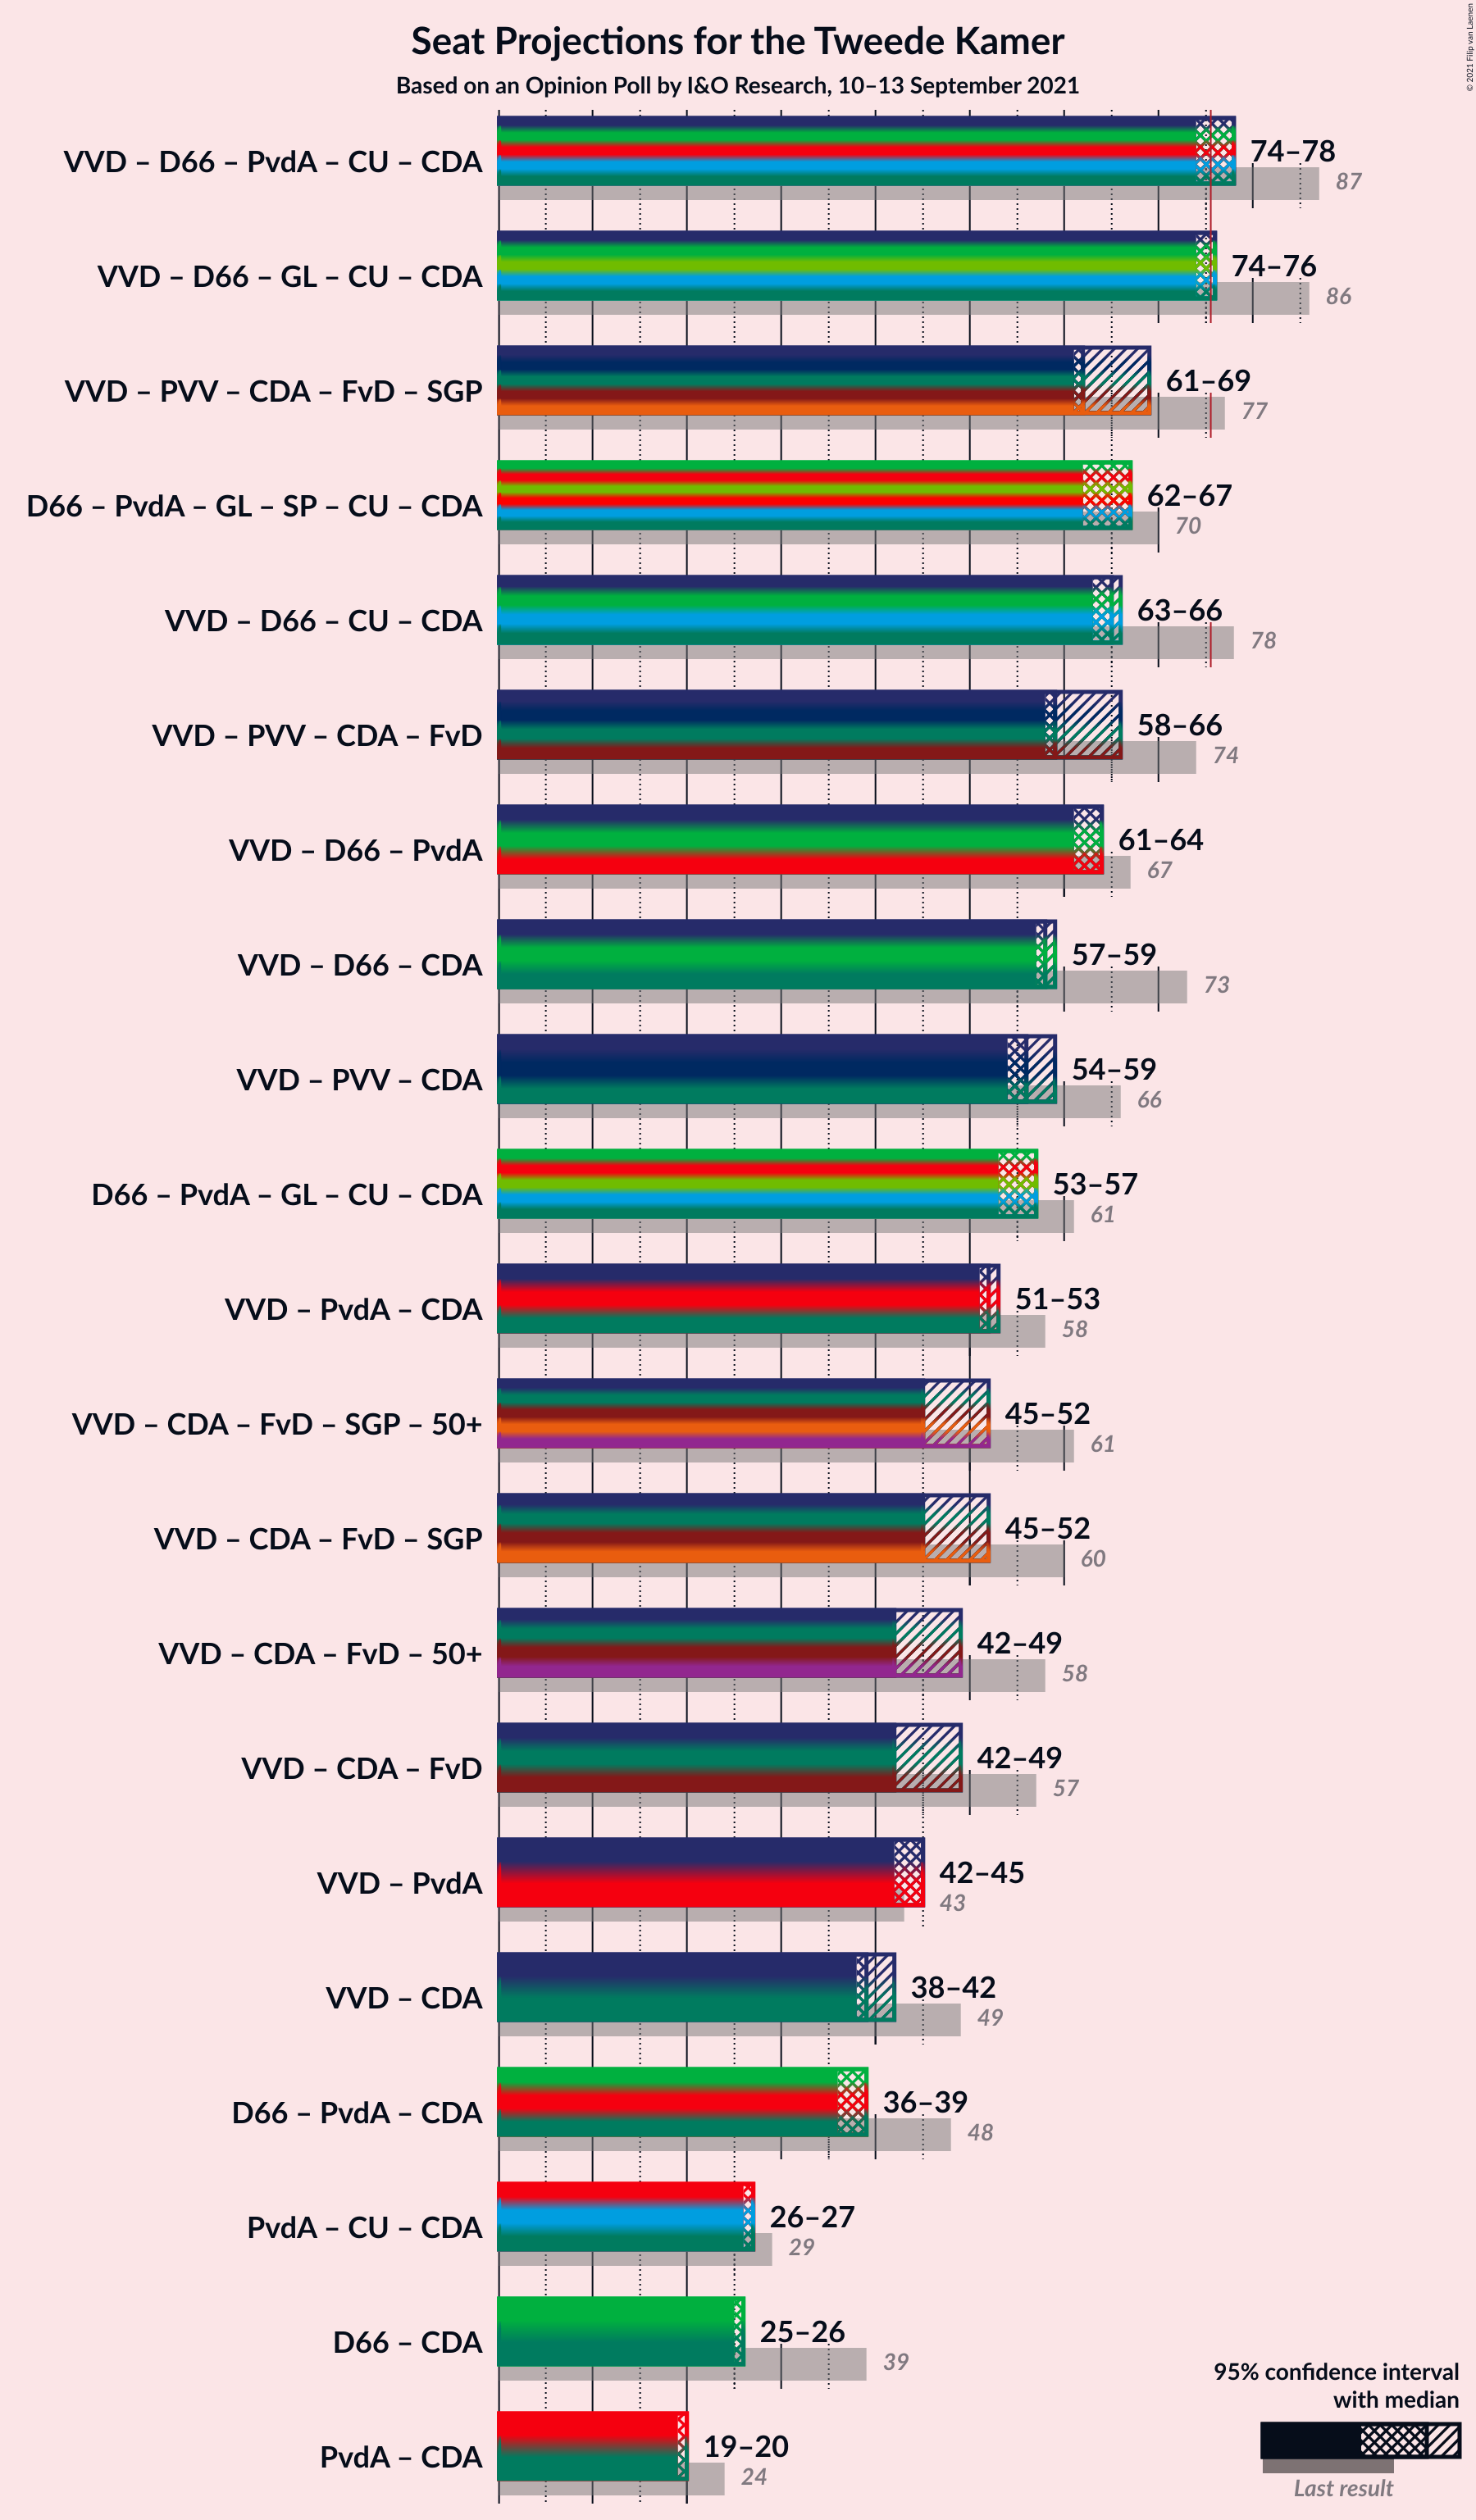 Seat Projections for the Tweede Kamer
Based on an Opinion Poll by I&O Research, 10–13 September 2021
© 2021 Filip van Laenen
VVD – D66 – PvdA – CU – CDA
74–78
87
VVD – D66 – GL – CU – CDA
74–76
86
VVD – PVV – CDA – FvD – SGP
61–69
77
D66 – PvdA – GL – SP – CU – CDA
62–67
70
VVD – D66 – CU – CDA
63–66
78
VVD – PVV – CDA – FvD
58–66
74
VVD – D66 – PvdA
61–64
67
VVD – D66 – CDA
57–59
73
VVD – PVV – CDA
54–59
66
D66 – PvdA – GL – CU – CDA
53–57
61
VVD – PvdA – CDA
51–53
58
VVD – CDA – FvD – SGP – 50+
45–52
61
VVD – CDA – FvD – SGP
45–52
60
VVD – CDA – FvD – 50+
42–49
58
VVD – CDA – FvD
42–49
57
VVD – PvdA
42–45
43
VVD – CDA
38–42
49
D66 – PvdA – CDA
36–39
48
PvdA – CU – CDA
26–27
29
D66 – CDA
25–26
39
PvdA – CDA
19–20
24
95% confidence interval
with median
Last result